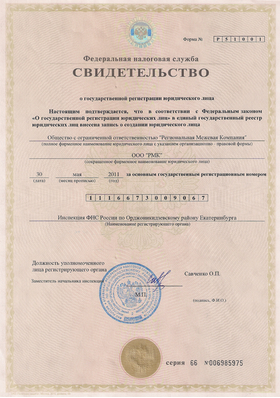 Форма № Р 5 1 0 0 1
Федеральная налоговая служба
СВИДЕТЕЛЬСТВО
о государственной регистрации юридического лица
Настоящим подтверждается, что в соответствии с Федеральным законом
«О государственной регистрации юридических лиц» в единый государственный реестр
юридических лиц внесена запись о создании юридического лица
Общество с ограниченной ответственностью "Региональная Межевая Компания"
(полное фирменное наименование юридического лица с указанием организационно - правовой формы)
ООО "РМК"
(сокращенное фирменное наименование юридического лица)
30 мая 2011 за основным государственным регистрационным номером
(дата) (месяц прописью) (год)
1 1 1 6 6 7 3 0 0 9 0 6 7
Инспекция ФНС России по Орджоникидзевскому району Екатеринбурга
(Наименование регистрирующего органа)
Должность уполномоченного
лица регистрирующего органа
Савченко О.П.
Заместитель начальника инспекции
(подпись, Ф.И.О.)
МП
серия 66 №006985975